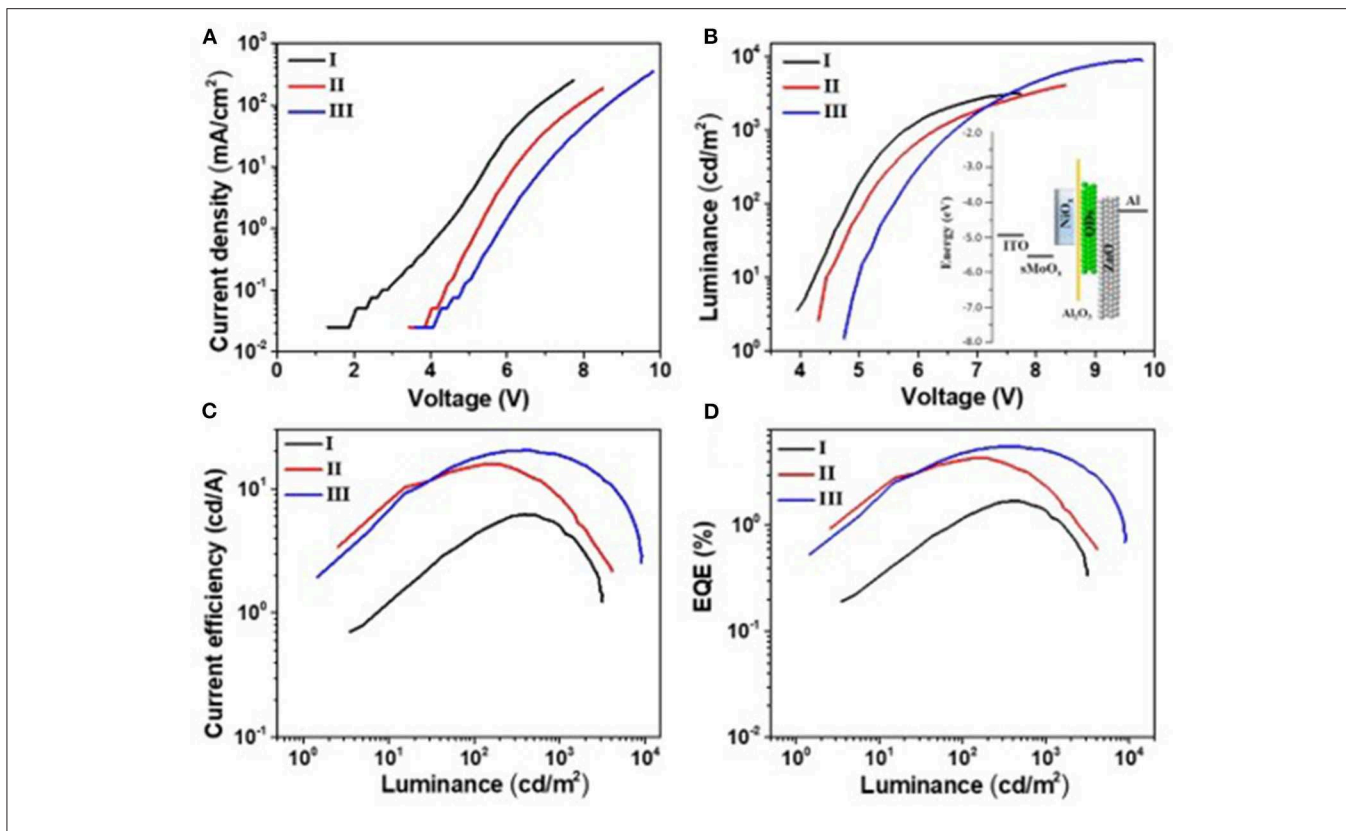 A
Current density (mA/cm²)
10³
10²
10¹
10⁰
10⁻¹
10⁻²
I
II
III
0 2 4 6 8 10
Voltage (V)
B
Luminance (cd/m²)
10⁴
10³
10²
10¹
10⁰
I
II
III
4 5 6 7 8 9 10
Voltage (V)
Energy (eV)
-2.0
-3.0
-4.0
-5.0
-6.0
-7.0
-8.0
ITO
sMoOₓ
NiOₓ
Al₂O₃
QDs
ZnO
Al
C
Current efficiency (cd/A)
10¹
10⁰
10⁻¹
I
II
III
10⁰ 10¹ 10² 10³ 10⁴
Luminance (cd/m²)
D
EQE (%)
10⁰
10⁻¹
10⁻²
I
II
III
10⁰ 10¹ 10² 10³ 10⁴
Luminance (cd/m²)